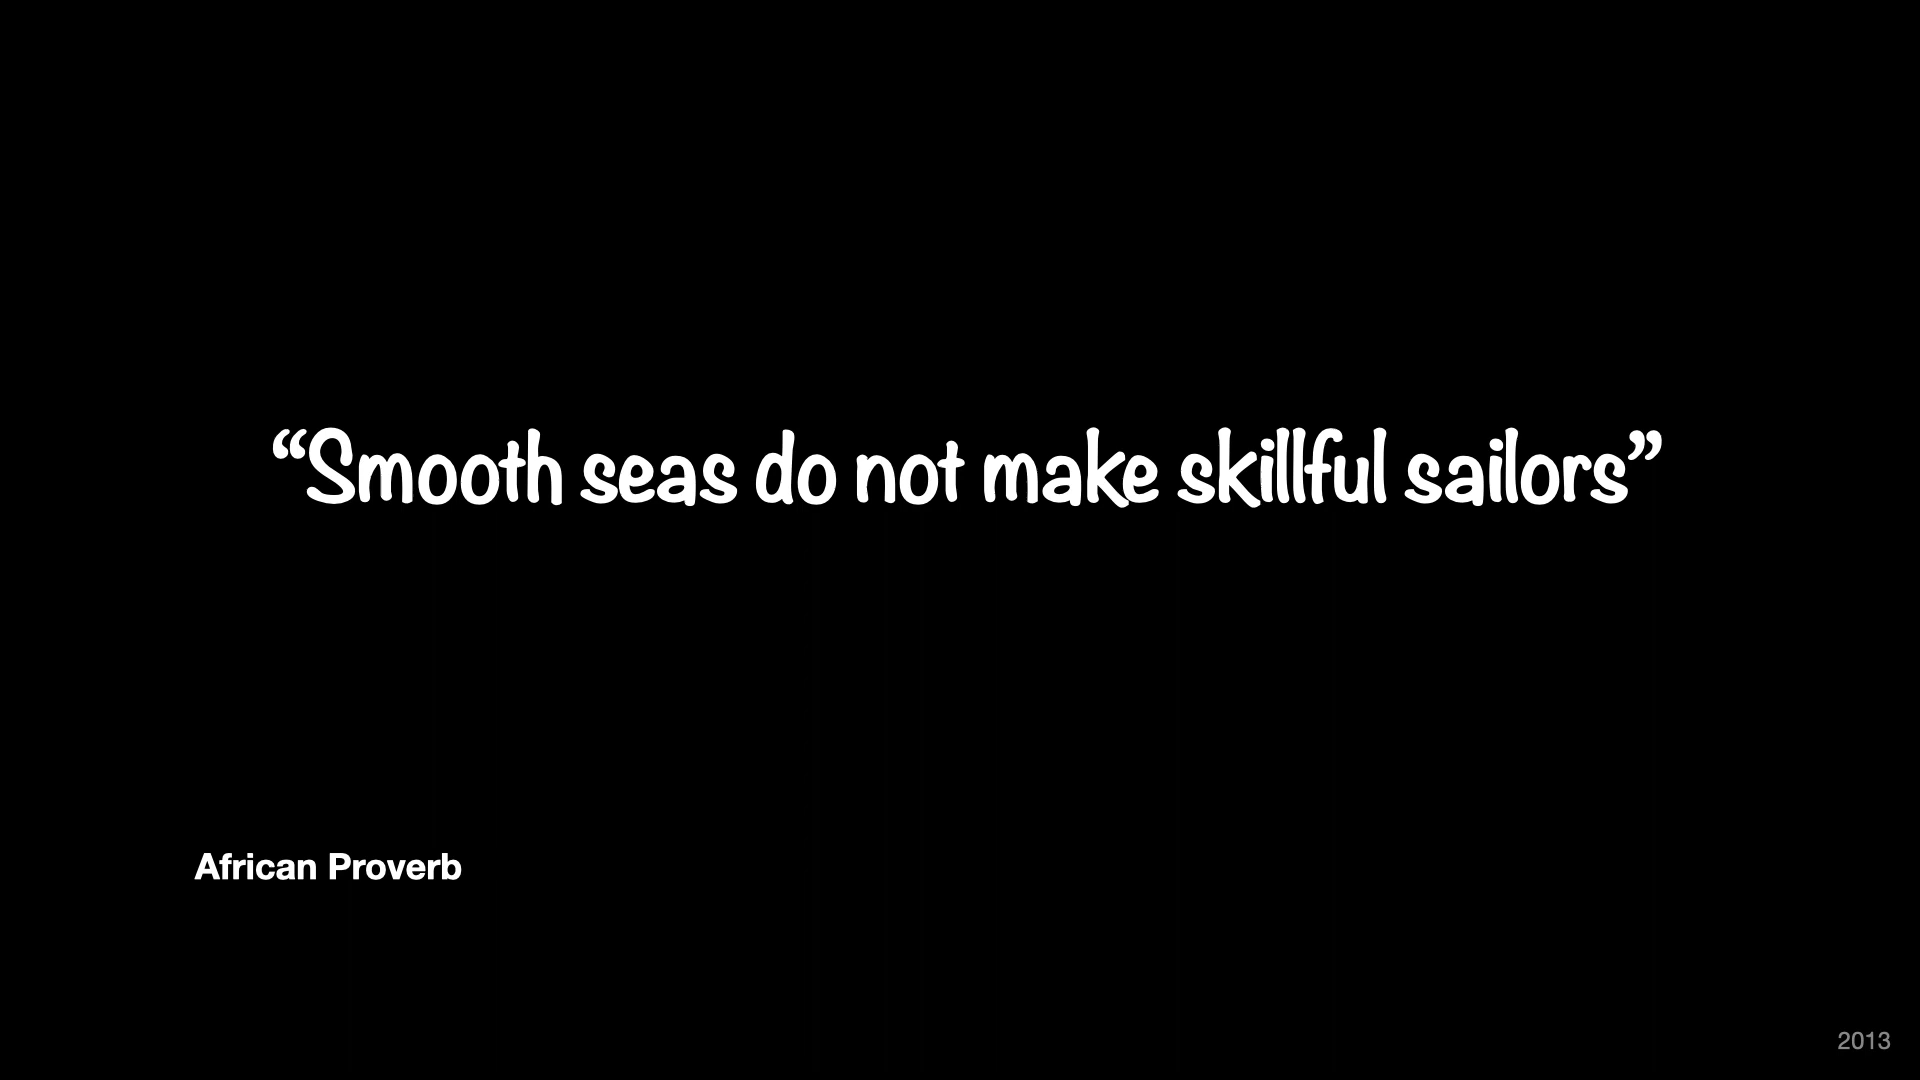 “Smooth seas do not make skillful sailors”
African Proverb
2013